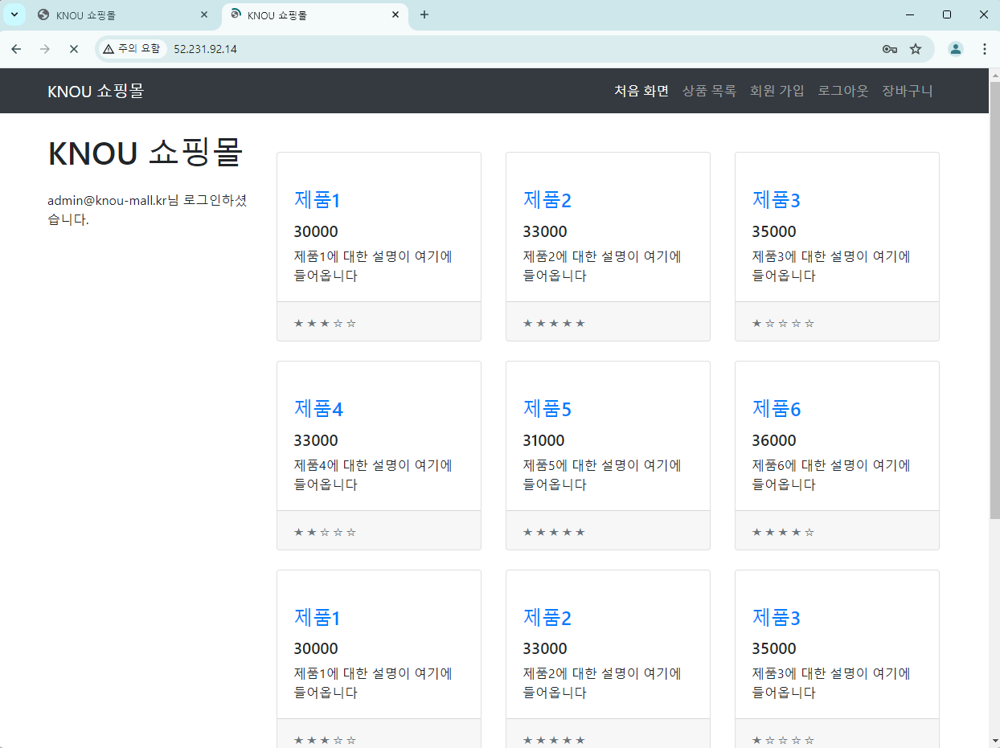 KNOU 쇼핑몰
KNOU 쇼핑몰
주의 요함 52.231.92.14
KNOU 쇼핑몰 처음 화면 상품 목록 회원 가입 로그아웃 장바구니
KNOU 쇼핑몰
admin@knou-mall.kr님 로그인하셨
습니다.
제품1
30000
제품1에 대한 설명이 여기에
들어옵니다
★ ★ ★ ☆ ☆
제품2
33000
제품2에 대한 설명이 여기에
들어옵니다
★ ★ ★ ★ ★
제품3
35000
제품3에 대한 설명이 여기에
들어옵니다
★ ☆ ☆ ☆ ☆
제품4
33000
제품4에 대한 설명이 여기에
들어옵니다
★ ★ ☆ ☆ ☆
제품5
31000
제품5에 대한 설명이 여기에
들어옵니다
★ ★ ★ ★ ★
제품6
36000
제품6에 대한 설명이 여기에
들어옵니다
★ ★ ★ ★ ☆
제품1
30000
제품1에 대한 설명이 여기에
들어옵니다
★ ★ ★ ☆ ☆
제품2
33000
제품2에 대한 설명이 여기에
들어옵니다
★ ★ ★ ★ ★
제품3
35000
제품3에 대한 설명이 여기에
들어옵니다
★ ☆ ☆ ☆ ☆